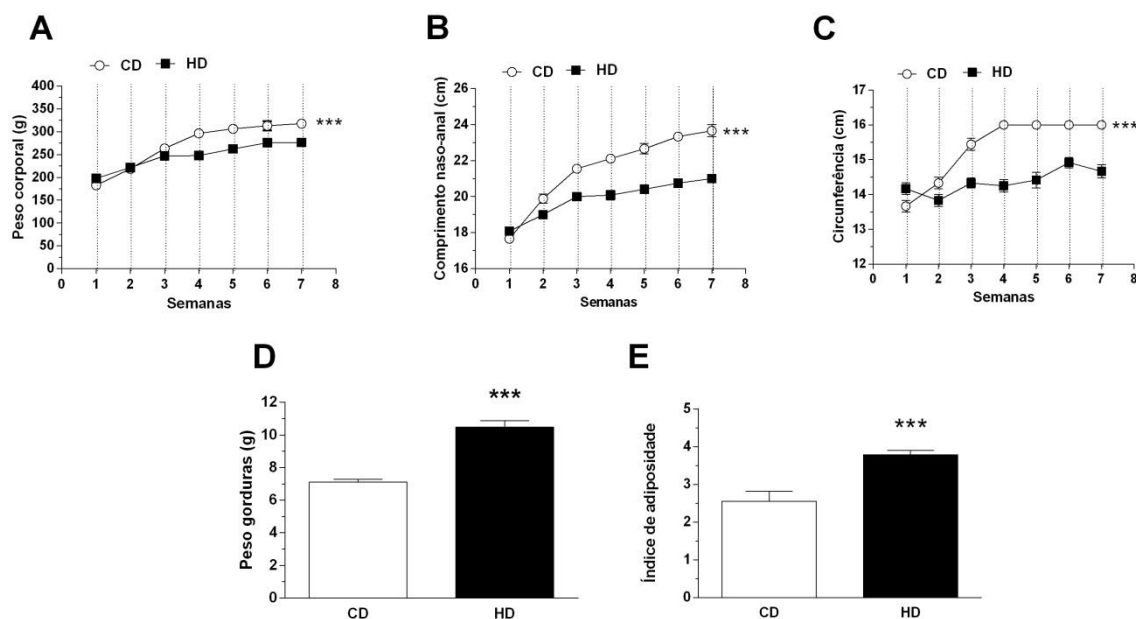 A
CD HD
Peso corporal (g)
400
350
300
250
200
150
100
50
0
0 1 2 3 4 5 6 7 8
Semanas
***
B
CD HD
Comprimento naso-anal (cm)
26
24
22
20
18
16
0 1 2 3 4 5 6 7 8
Semanas
***
C
CD HD
Circunferência (cm)
17
16
15
14
13
12
0 1 2 3 4 5 6 7 8
Semanas
***
D
Peso gorduras (g)
12
10
8
6
4
2
0
***
CD HD
E
Índice de adiposidade
5
4
3
2
1
0
***
CD HD